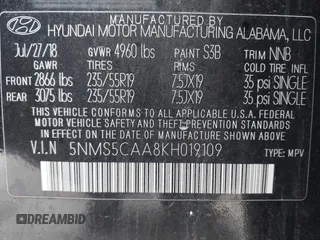 MANUFACTURED BY
HYUNDAI MOTOR MANUFACTURING ALABAMA, LLC
Jul/27/18 GVWR 4960 lbs PAINT S3B TRIM NNB
GAWR TIRES RIMS COLD TIRE INFL
FRONT 2866 lbs 235/55R19 7.5JX19 35 psi SINGLE
REAR 3075 lbs 235/55R19 7.5JX19 35 psi SINGLE
THIS VEHICLE CONFORMS TO ALL APPLICABLE U.S.A. FEDERAL
MOTOR VEHICLE SAFETY AND THEFT PREVENTION STANDARDS
IN EFFECT ON THE DATE OF MANUFACTURE SHOWN ABOVE.
V.I.N 5NMS5CAA8KH019109 TYPE: MPV
DREAMBID.COM